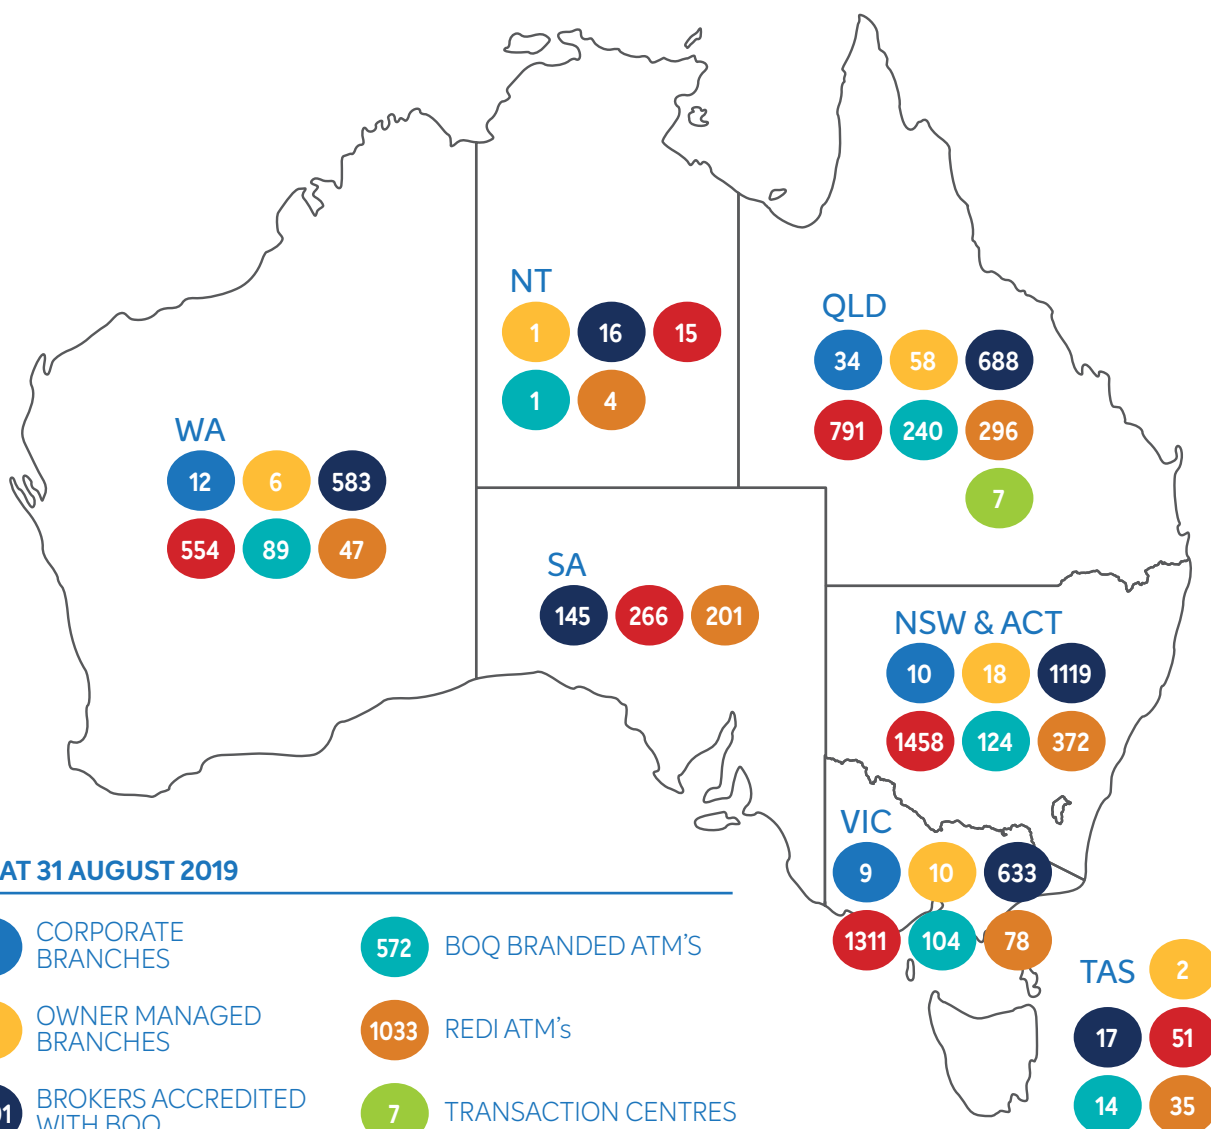 NT
1 16 15
1 4
QLD
34 58 688
791 240 296
7
WA
12 6 583
554 89 47
SA
145 266 201
NSW & ACT
10 18 1119
1458 124 372
VIC
9 10 633
1311 104 78
TAS 2
17 51
14 35
AT 31 AUGUST 2019
CORPORATE
BRANCHES
572 BOQ BRANDED ATM'S
OWNER MANAGED
BRANCHES
1033 REDI ATM's
01 BROKERS ACCREDITED
WITH BOQ
7 TRANSACTION CENTRES